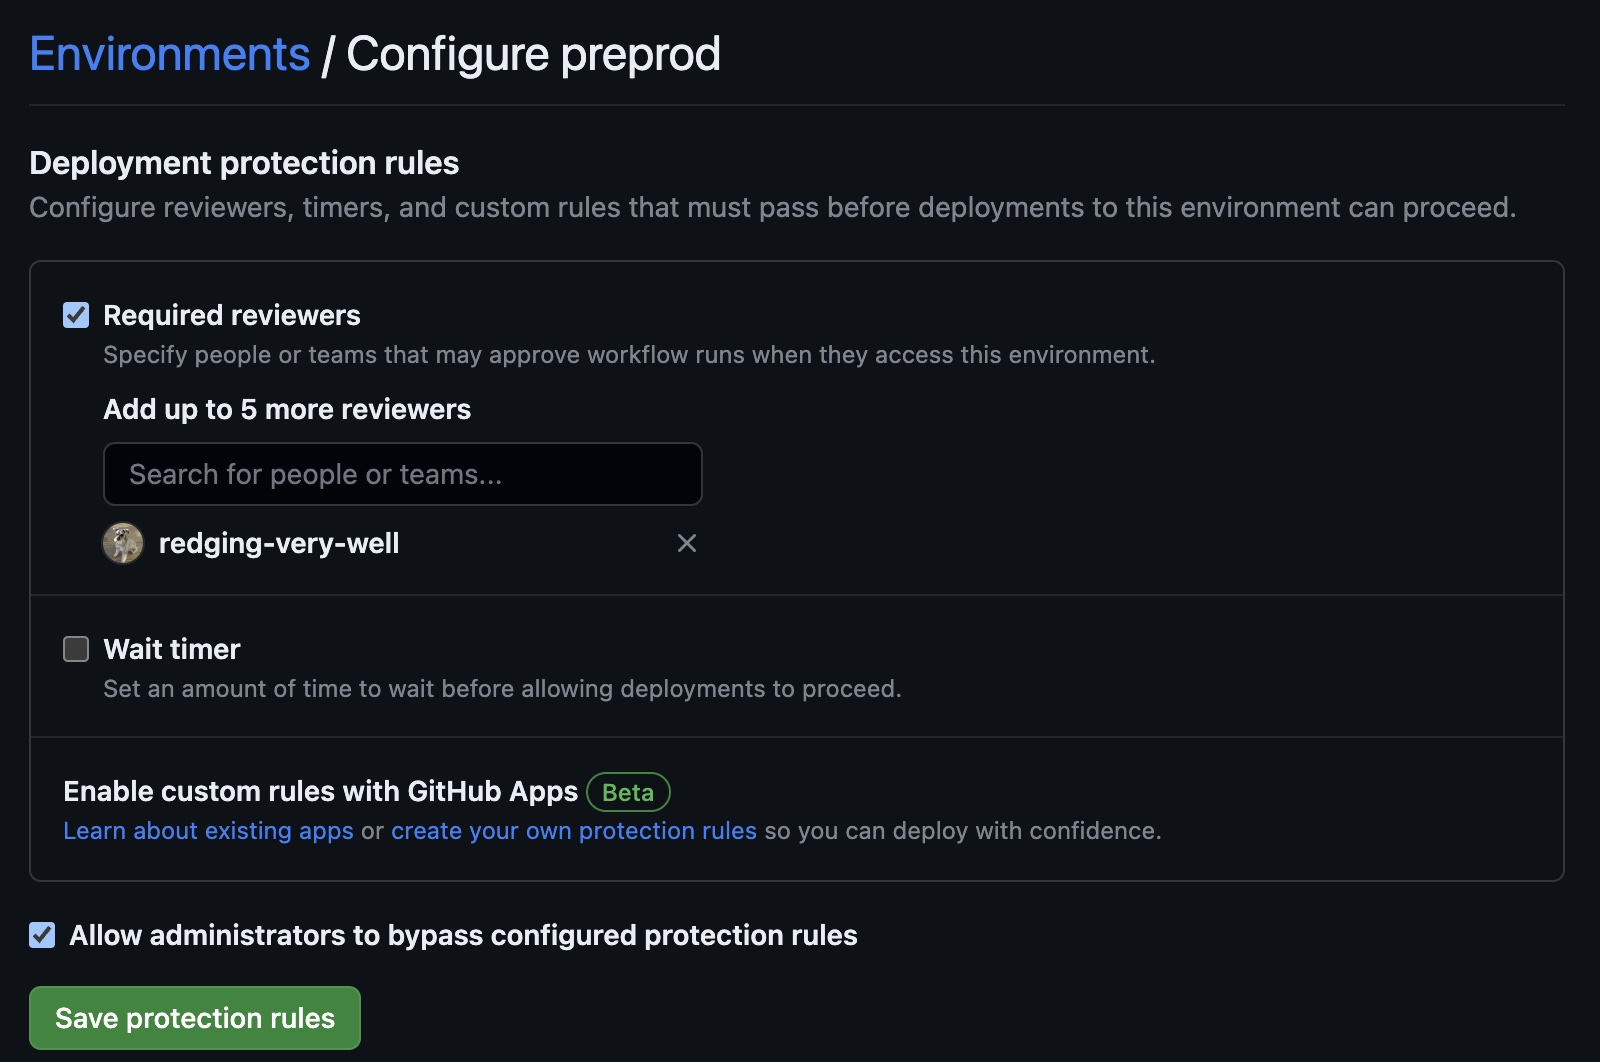 Environments / Configure preprod
Deployment protection rules
Configure reviewers, timers, and custom rules that must pass before deployments to this environment can proceed.
Required reviewers
Specify people or teams that may approve workflow runs when they access this environment.
Add up to 5 more reviewers
Search for people or teams...
redging-very-well
Wait timer
Set an amount of time to wait before allowing deployments to proceed.
Enable custom rules with GitHub Apps Beta
Learn about existing apps or create your own protection rules so you can deploy with confidence.
Allow administrators to bypass configured protection rules
Save protection rules